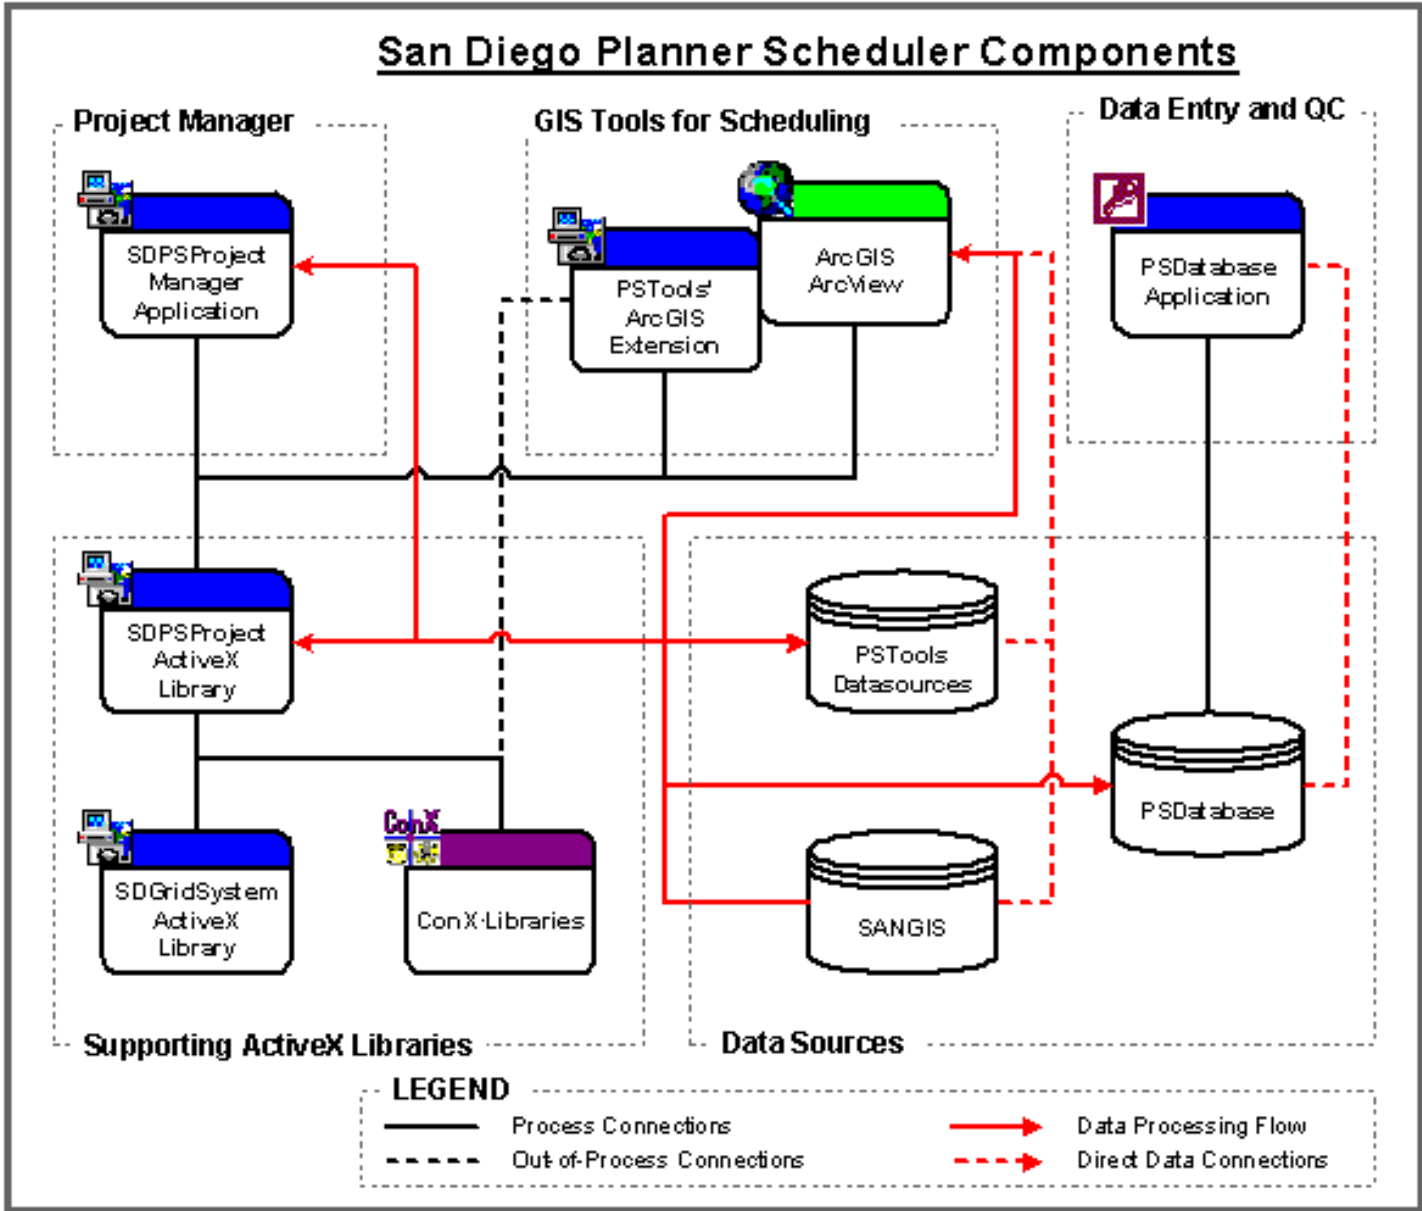 San Diego Planner Scheduler Components
Project Manager
GIS Tools for Scheduling
Data Entry and QC
SDPSProject
Manager
Application
PSTools'
ArcGIS
Extension
ArcGIS
ArcView
PSDatabase
Application
SDPSProject
ActiveX
Library
PSTools
Datasources
PSDatabase
SDGridSystem
ActiveX
Library
ConX
ConX-Libraries
SANGIS
Supporting ActiveX Libraries
Data Sources
LEGEND
Process Connections
Out-of-Process Connections
Data Processing Flow
Direct Data Connections